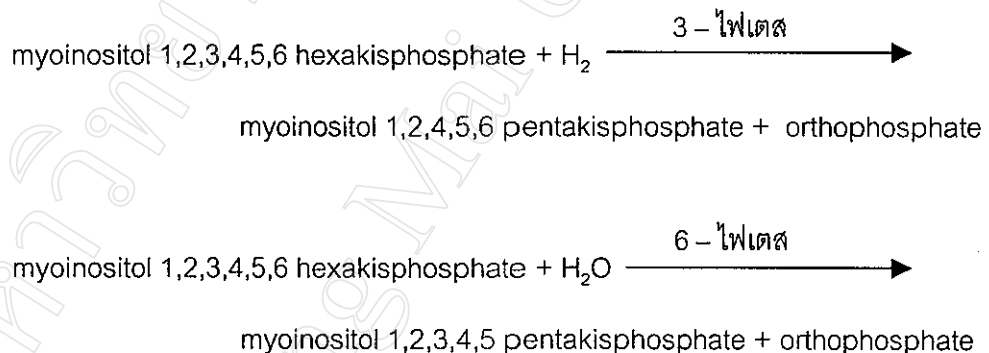 3 – ไฟเตส
myoinositol 1,2,3,4,5,6 hexakisphosphate + H₂
myoinositol 1,2,4,5,6 pentakisphosphate + orthophosphate
6 – ไฟเตส
myoinositol 1,2,3,4,5,6 hexakisphosphate + H₂O
myoinositol 1,2,3,4,5 pentakisphosphate + orthophosphate